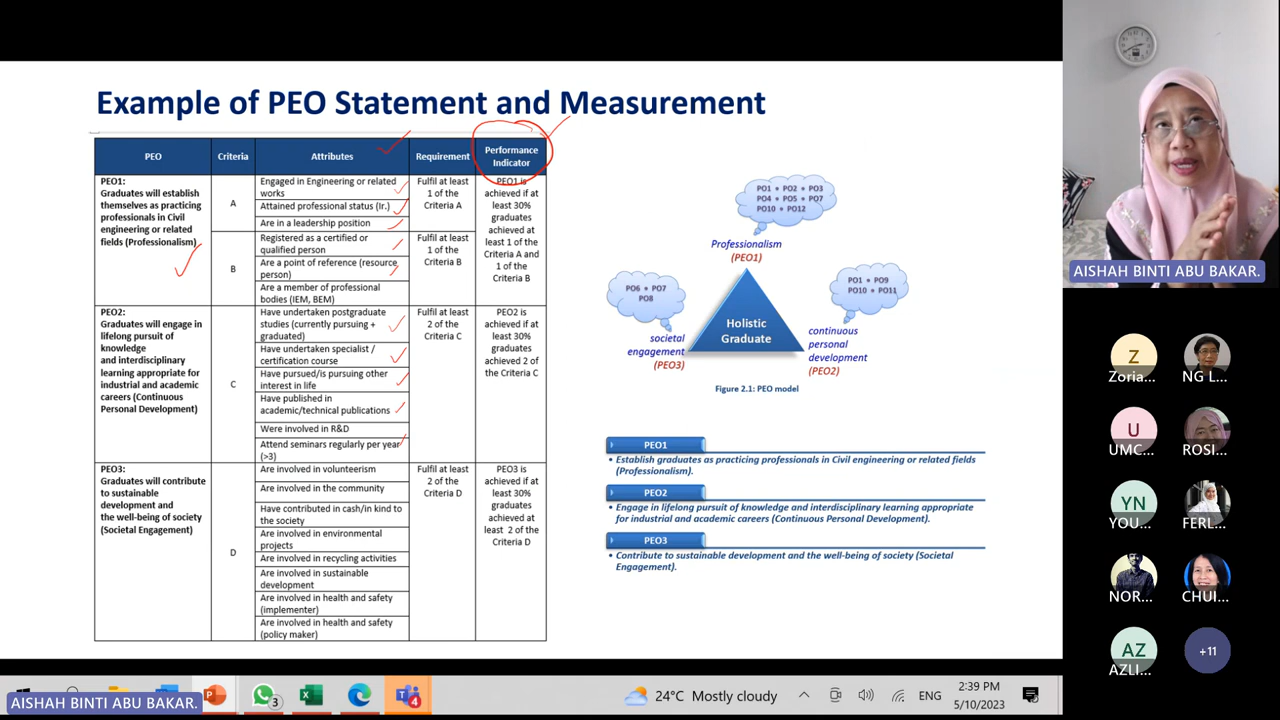 Example of PEO Statement and Measurement
PEO
Criteria
Attributes
Requirement
Performance
Indicator
PEO1:
Graduates will establish
themselves as practicing
professionals in Civil
engineering or related
fields (Professionalism)
A
Engaged in Engineering or related
works
Attained professional status (Ir.)
Are in a leadership position
Fulfil at least
1 of the
Criteria A
PEO1 is
achieved if at
least 30%
graduates
achieved at
least 1 of the
Criteria A and
1 of the
Criteria B
B
Registered as a certified or
qualified person
Are a point of reference (resource
person)
Are a member of professional
bodies (IEM, BEM)
Fulfil at least
1 of the
Criteria B
PEO2:
Graduates will engage in
lifelong pursuit of
knowledge
and interdisciplinary
learning appropriate for
industrial and academic
careers (Continuous
Personal Development)
C
Have undertaken postgraduate
studies (currently pursuing +
graduated)
Have undertaken specialist /
certification course
Have pursued/is pursuing other
interest in life
Have published in
academic/technical publications
Were involved in R&D
Attend seminars regularly per year
(>3)
Fulfil at least
2 of the
Criteria C
PEO2 is
achieved if at
least 30%
graduates
achieved 2 of
the Criteria C
PEO3:
Graduates will contribute
to sustainable
development and
the well-being of society
(Societal Engagement)
D
Are involved in volunteerism
Are involved in the community
Have contributed in cash/in kind to
the society
Are involved in environmental
projects
Are involved in recycling activities
Are involved in sustainable
development
Are involved in health and safety
(implementer)
Are involved in health and safety
(policy maker)
Fulfil at least
2 of the
Criteria D
PEO3 is
achieved if at
least 30%
graduates
achieved at
least 2 of the
Criteria D
PO1 • PO2 • PO3
PO4 • PO5 • PO7
PO10 • PO12
Professionalism
(PEO1)
PO6 • PO7
PO8
PO1 • PO9
PO10 • PO11
Holistic
Graduate
societal
engagement
(PEO3)
continuous
personal
development
(PEO2)
Figure 2.1: PEO model
PEO1
• Establish graduates as practicing professionals in Civil engineering or related fields
(Professionalism).
PEO2
• Engage in lifelong pursuit of knowledge and interdisciplinary learning appropriate
for industrial and academic careers (Continuous Personal Development).
PEO3
• Contribute to sustainable development and the well-being of society (Societal
Engagement).
AISHAH BINTI ABU BAKAR.
Z
Zoria...
NG L...
U
UMC...
ROSI...
YN
YOU...
FERL...
NOR...
CHUI...
AZ
AZLI...
+11
AISHAH BINTI ABU BAKAR.
3
4
24°C Mostly cloudy
ENG
2:39 PM
5/10/2023